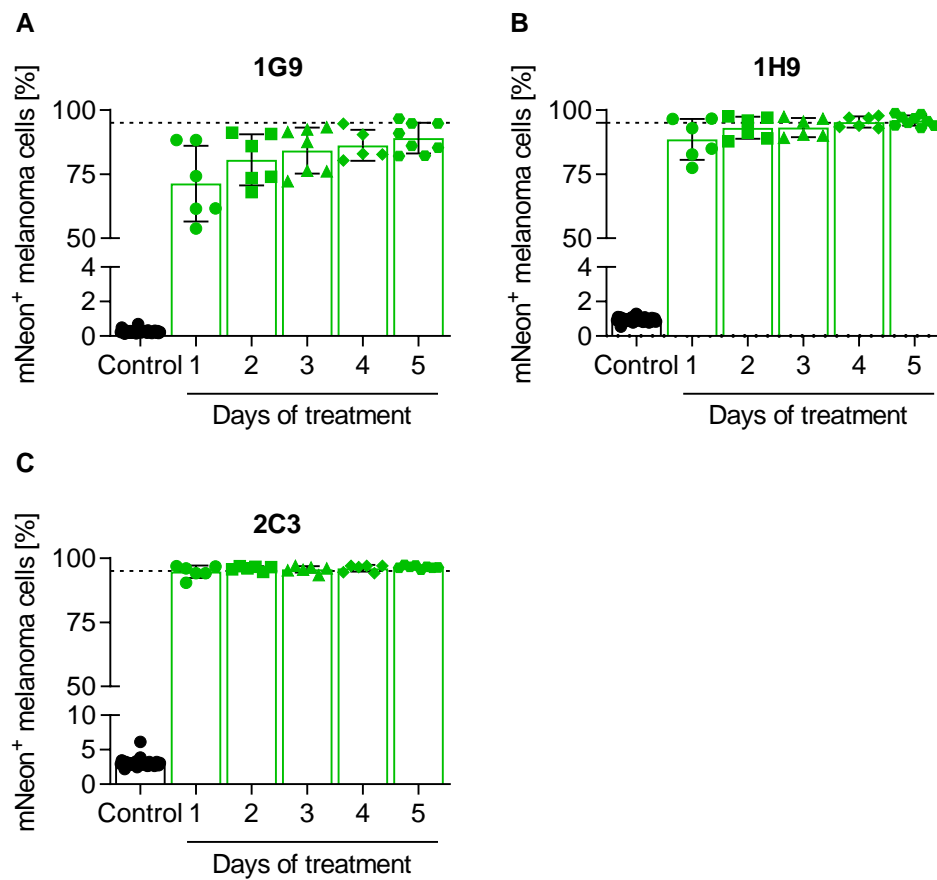 A
1G9
mNeon⁺ melanoma cells [%]
100
75
50
4
2
0
Control 1 2 3 4 5
Days of treatment
B
1H9
mNeon⁺ melanoma cells [%]
100
75
50
4
2
0
Control 1 2 3 4 5
Days of treatment
C
2C3
mNeon⁺ melanoma cells [%]
100
75
50
10
5
0
Control 1 2 3 4 5
Days of treatment